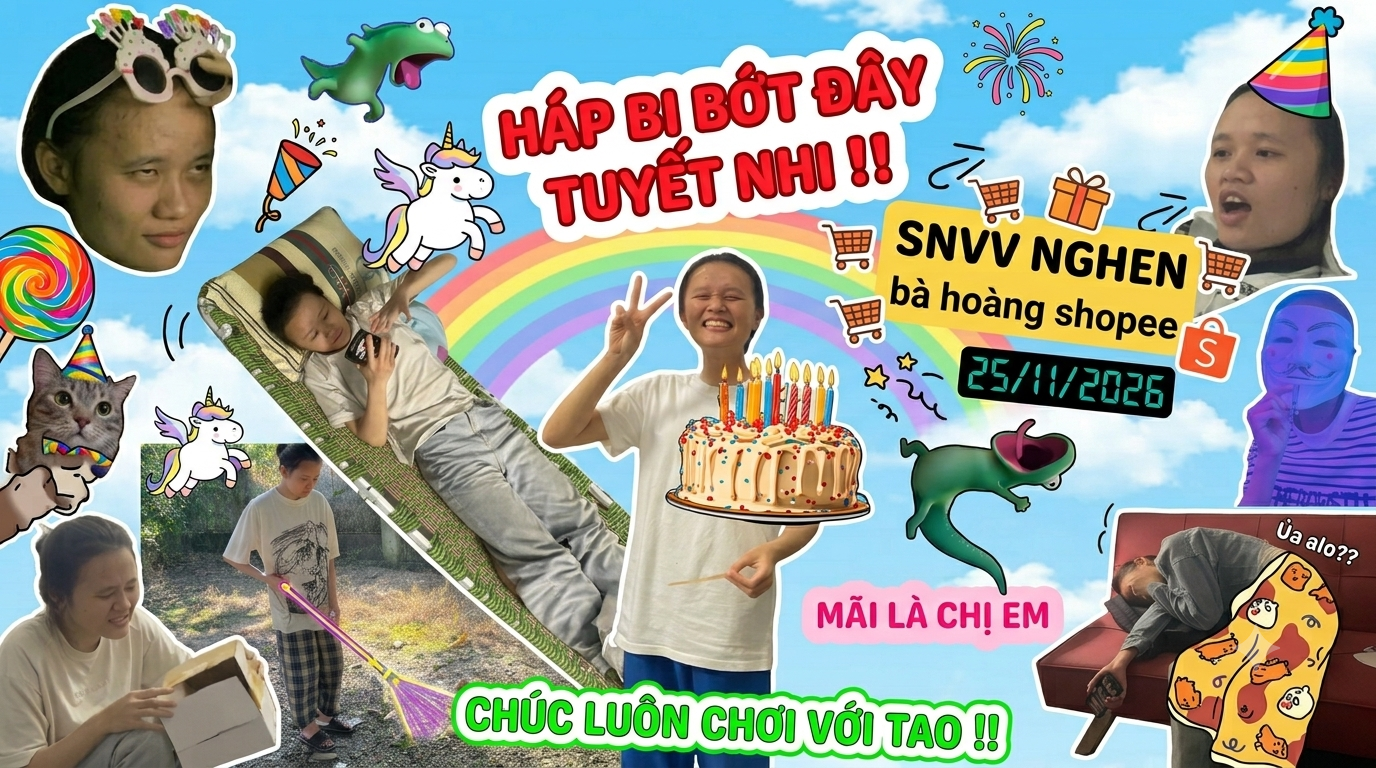 HÁP BI BỚT ĐÂY
TUYẾT NHI !!
SNVV NGHEN
bà hoàng shopee
S
25/11/2026
Ủa alo??
MÃI LÀ CHỊ EM
CHÚC LUÔN CHƠI VỚI TAO !!